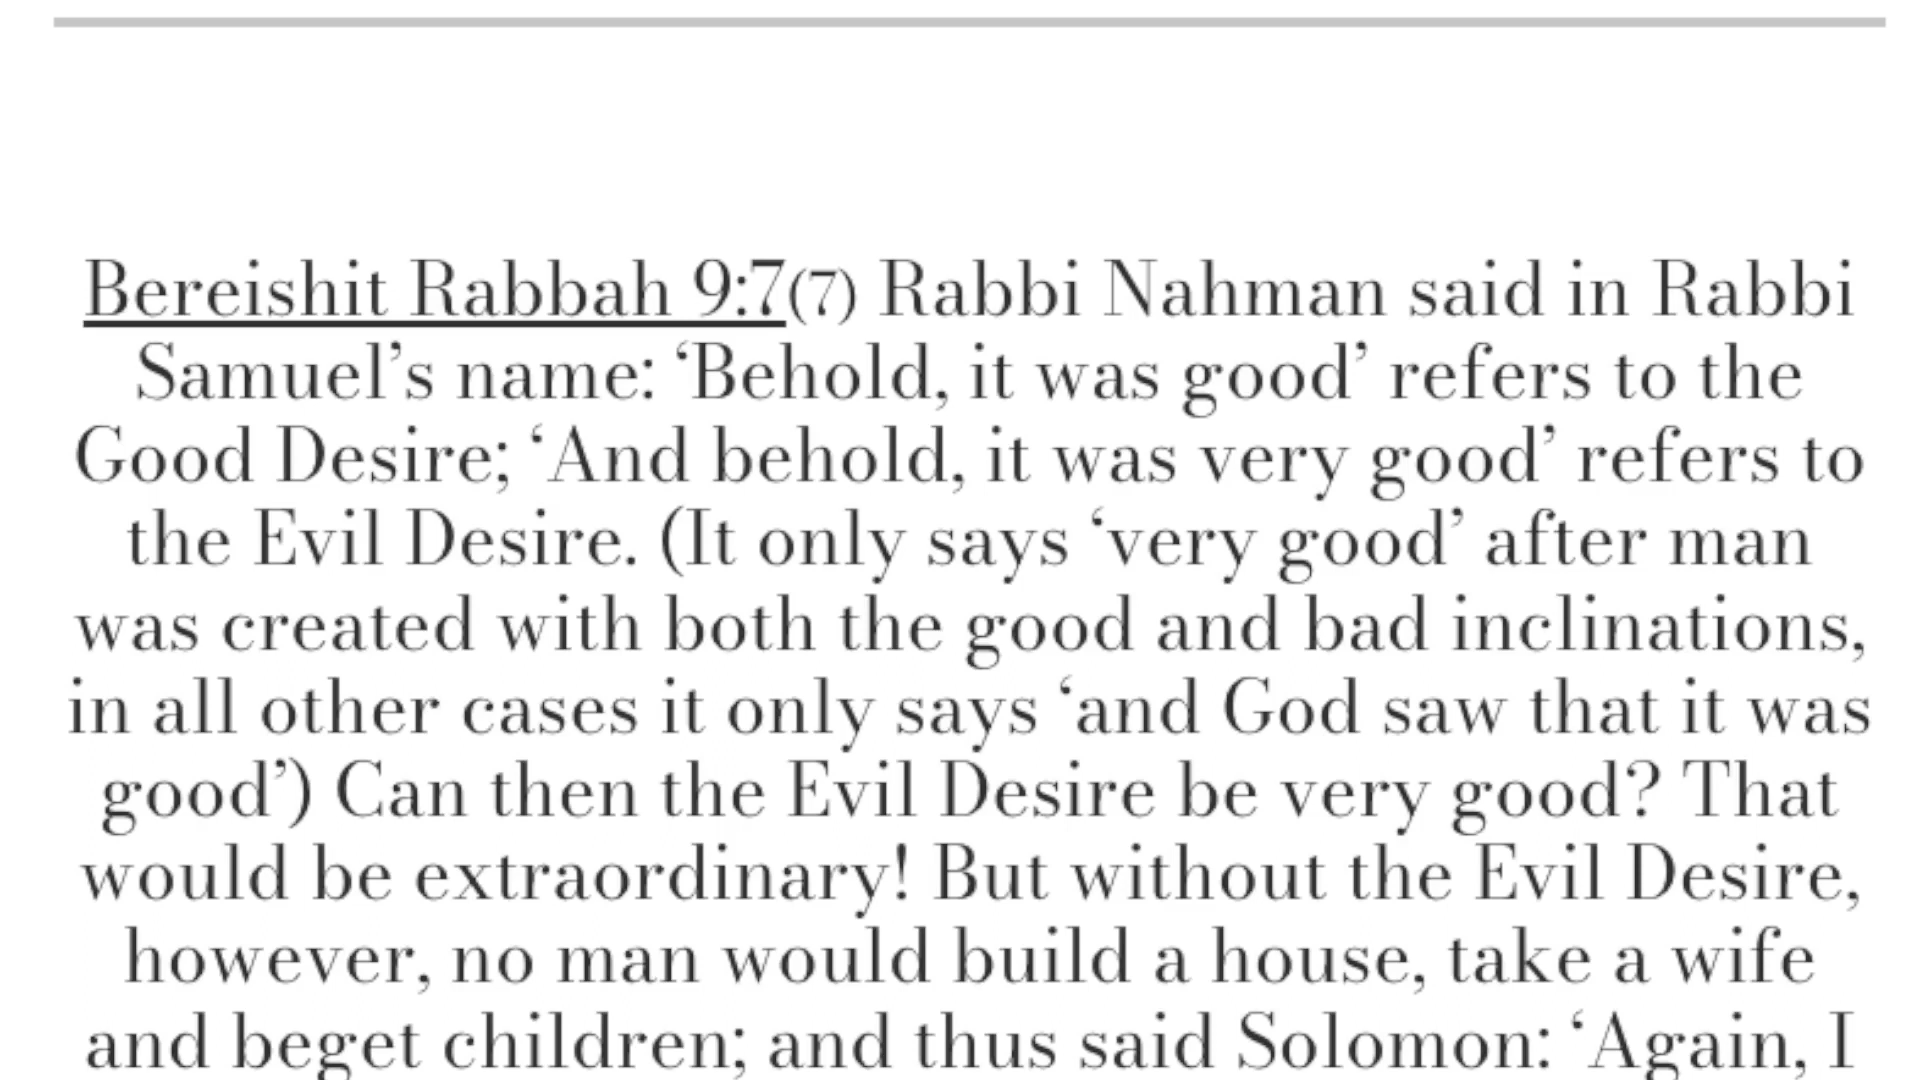 Bereishit Rabbah 9:7(7) Rabbi Nahman said in Rabbi
Samuel’s name: ‘Behold, it was good’ refers to the
Good Desire; ‘And behold, it was very good’ refers to
the Evil Desire. (It only says ‘very good’ after man
was created with both the good and bad inclinations,
in all other cases it only says ‘and God saw that it was
good’) Can then the Evil Desire be very good? That
would be extraordinary! But without the Evil Desire,
however, no man would build a house, take a wife
and beget children; and thus said Solomon: ‘Again, I